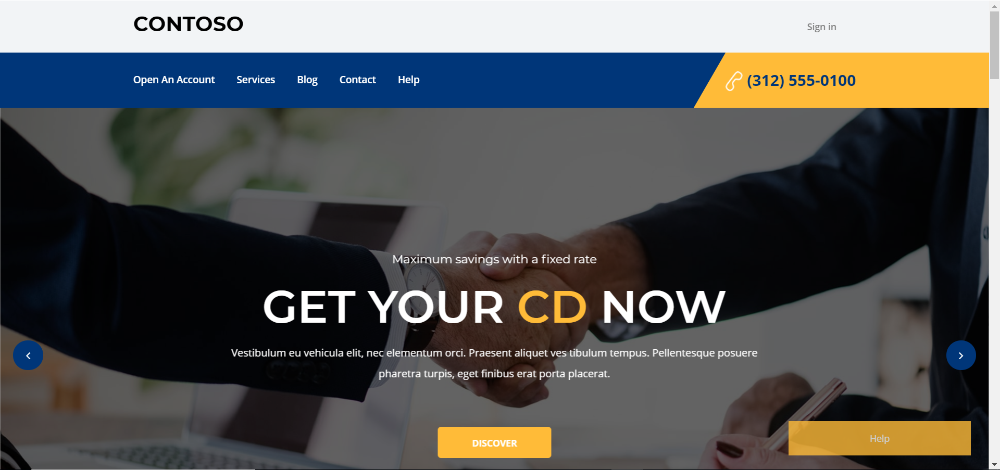 CONTOSO
Sign in
Open An Account
Services
Blog
Contact
Help
(312) 555-0100
Maximum savings with a fixed rate
GET YOUR CD NOW
Vestibulum eu vehicula elit, nec elementum orci. Praesent aliquet ves tibulum tempus. Pellentesque posuere
pharetra turpis, eget finibus erat porta placerat.
DISCOVER
Help